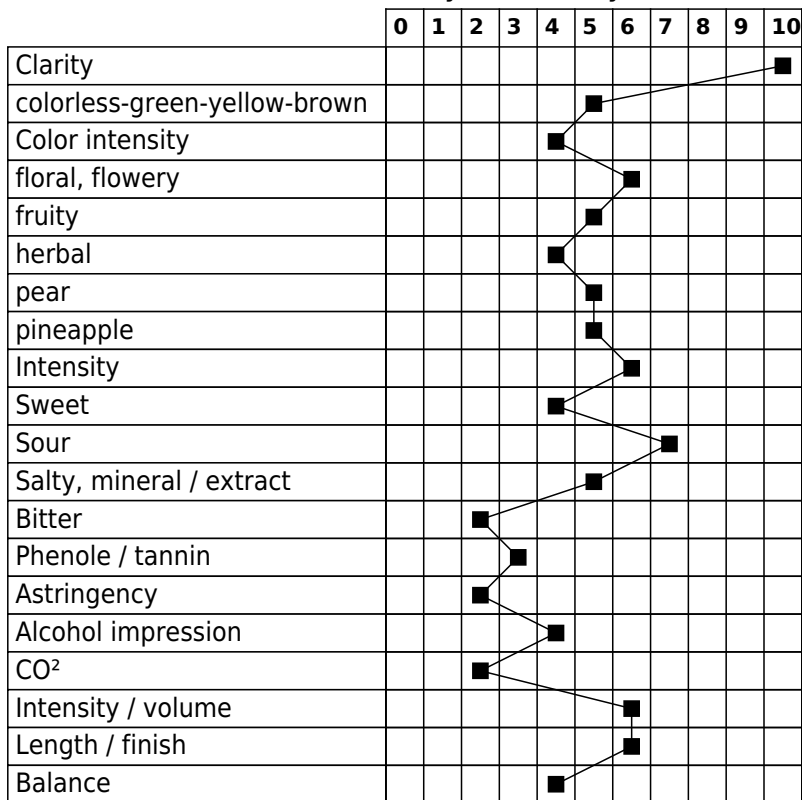 0 1 2 3 4 5 6 7 8 9 10
Clarity
colorless-green-yellow-brown
Color intensity
floral, flowery
fruity
herbal
pear
pineapple
Intensity
Sweet
Sour
Salty, mineral / extract
Bitter
Phenole / tannin
Astringency
Alcohol impression
CO²
Intensity / volume
Length / finish
Balance